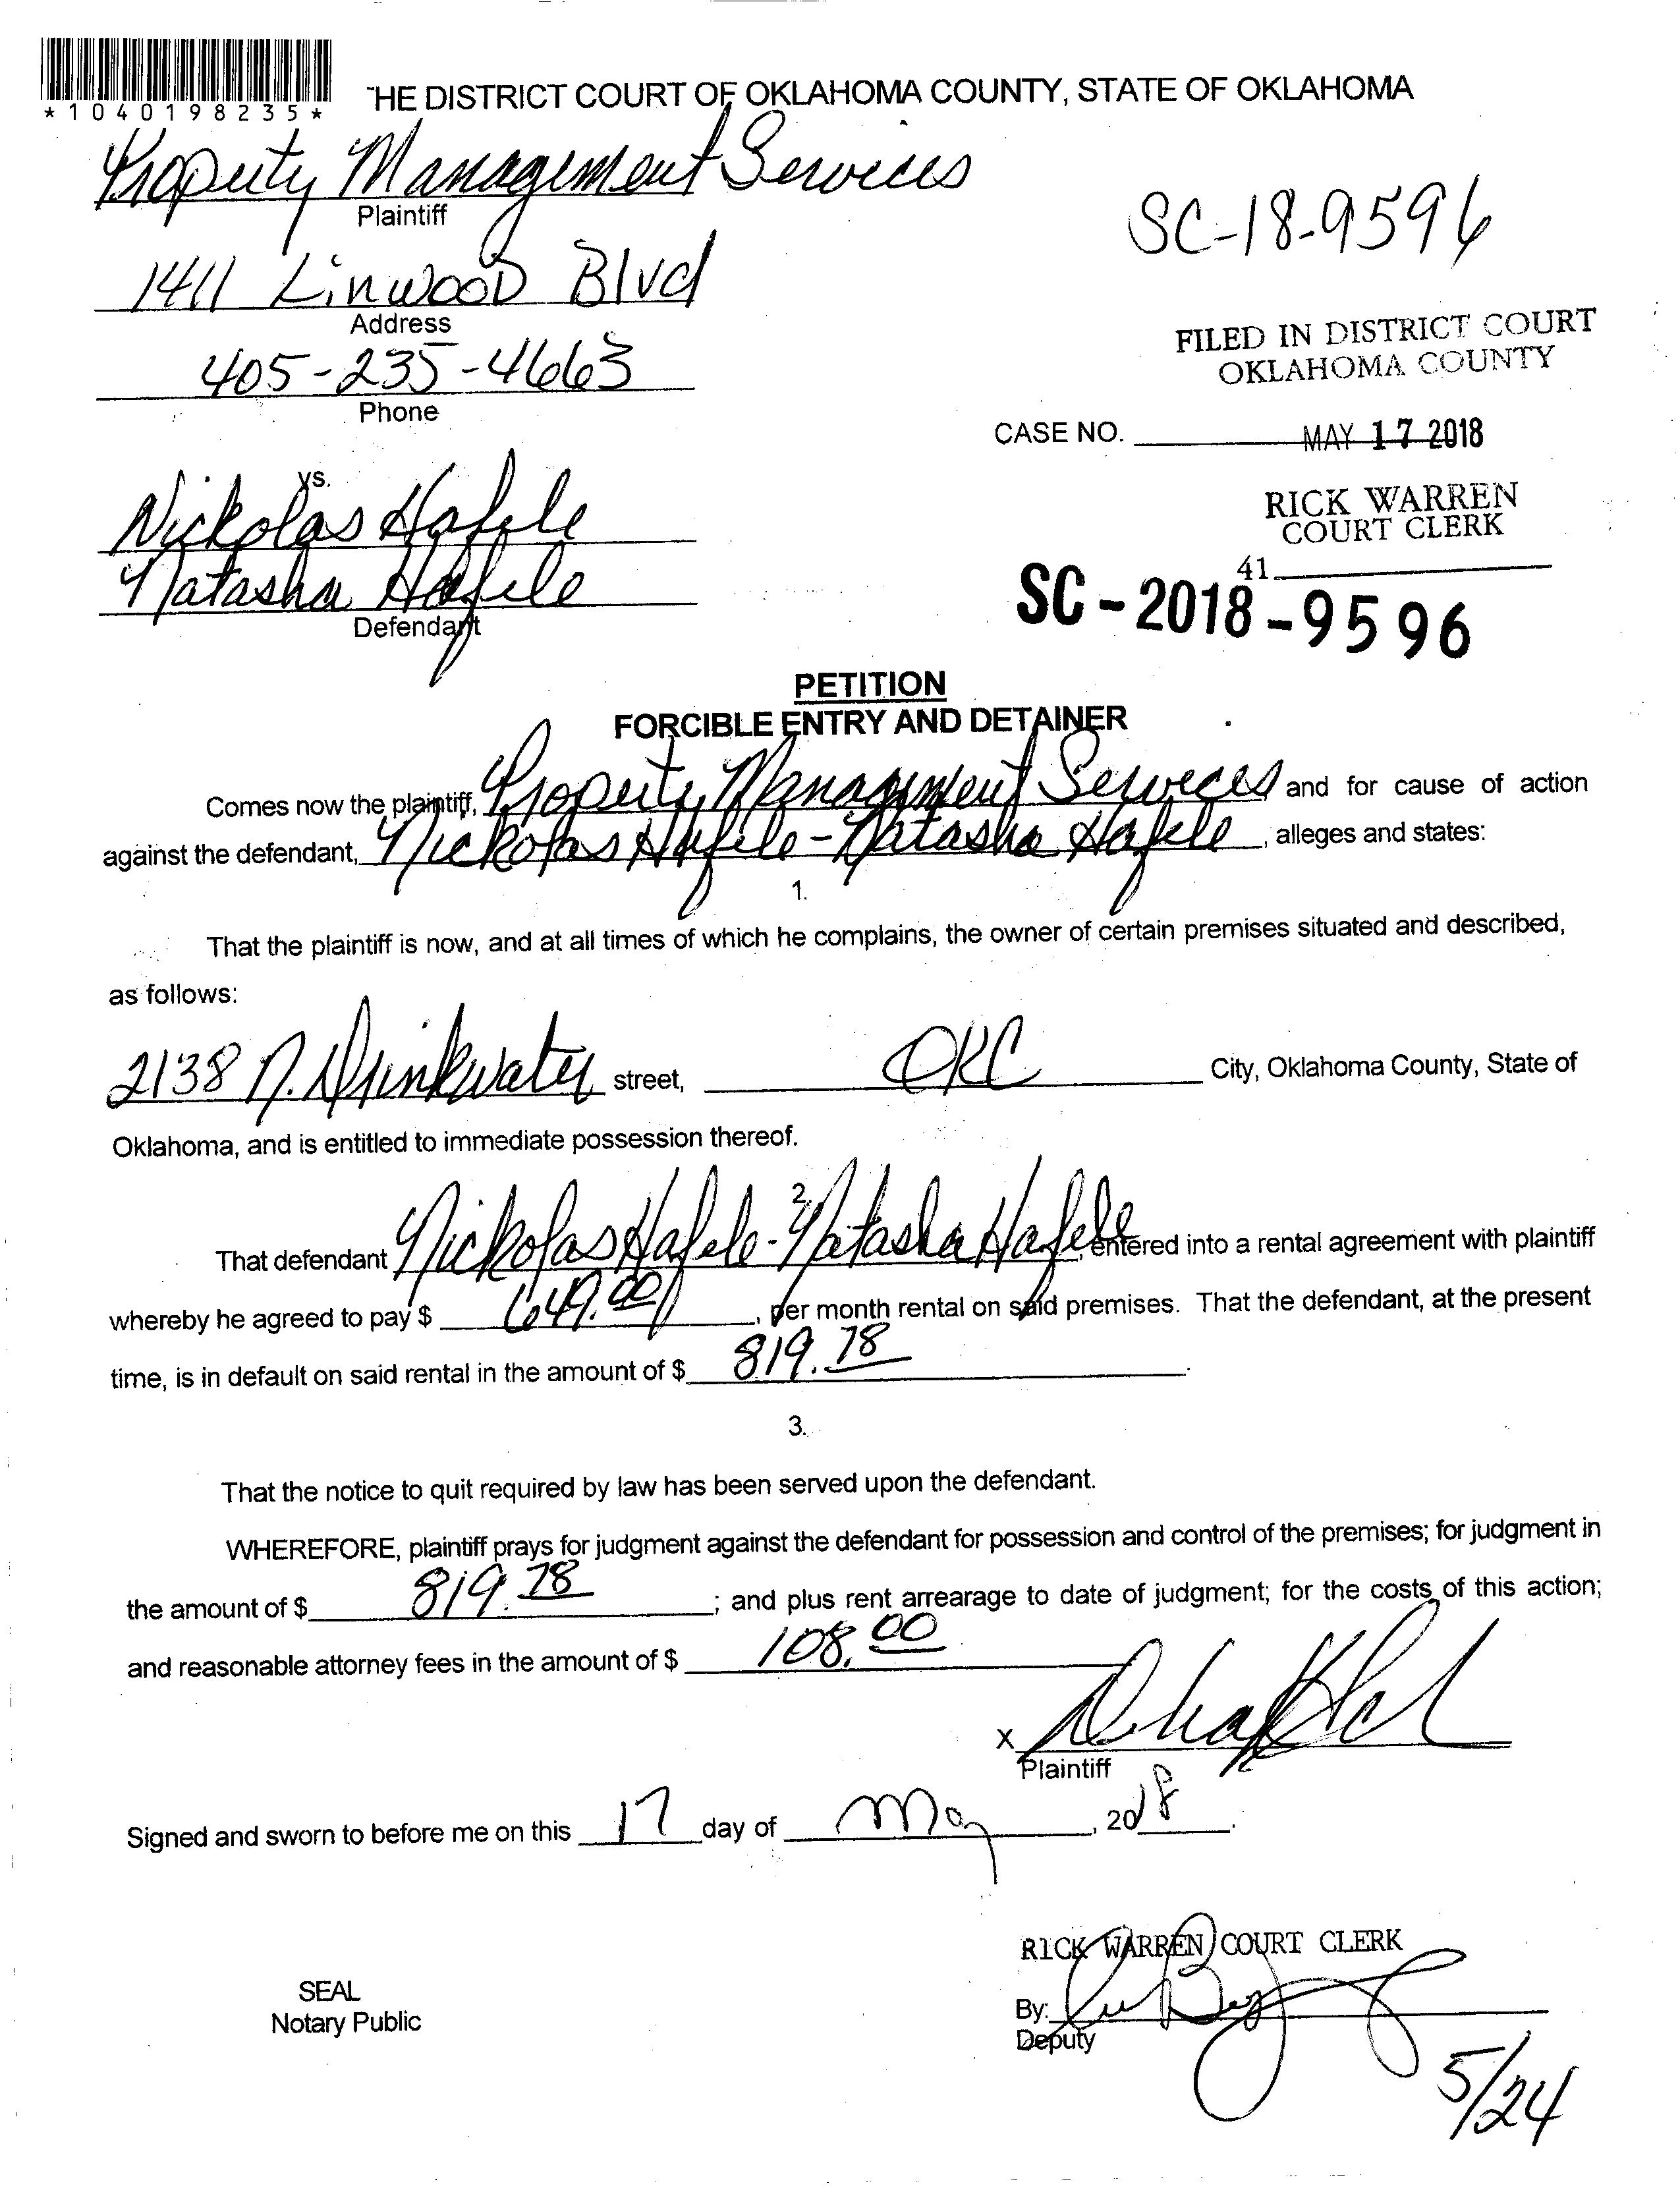 *1040198235*
HE DISTRICT COURT OF OKLAHOMA COUNTY, STATE OF OKLAHOMA
Property Management Services
Plaintiff
SC-18-9596
1411 Linwood Blvd
Address
FILED IN DISTRICT COURT
OKLAHOMA COUNTY
405-235-4663
Phone
CASE NO. MAY 17 2018
vs.
RICK WARREN
COURT CLERK
Nickolas Hafele
41
Natasha Hafele
Defendant
SC-2018-9596
PETITION
FORCIBLE ENTRY AND DETAINER
Comes now the plaintiff, Property Management Services and for cause of action
against the defendant, Nickolas Hafele - Natasha Hafele, alleges and states:
1.
That the plaintiff is now, and at all times of which he complains, the owner of certain premises situated and described,
as follows:
2138 N. Drinkwater street, OKC City, Oklahoma County, State of
Oklahoma, and is entitled to immediate possession thereof.
2.
That defendant Nickolas Hafele - Natasha Hafele, entered into a rental agreement with plaintiff
whereby he agreed to pay $ 649.00, per month rental on said premises. That the defendant, at the present
time, is in default on said rental in the amount of $ 819.78.
3.
That the notice to quit required by law has been served upon the defendant.
WHEREFORE, plaintiff prays for judgment against the defendant for possession and control of the premises; for judgment in
the amount of $ 819.78; and plus rent arrearage to date of judgment; for the costs of this action;
and reasonable attorney fees in the amount of $ 108.00
X
Plaintiff
Signed and sworn to before me on this 17 day of May, 2018.
RICK WARREN COURT CLERK
SEAL
Notary Public
By:
Deputy
5/24